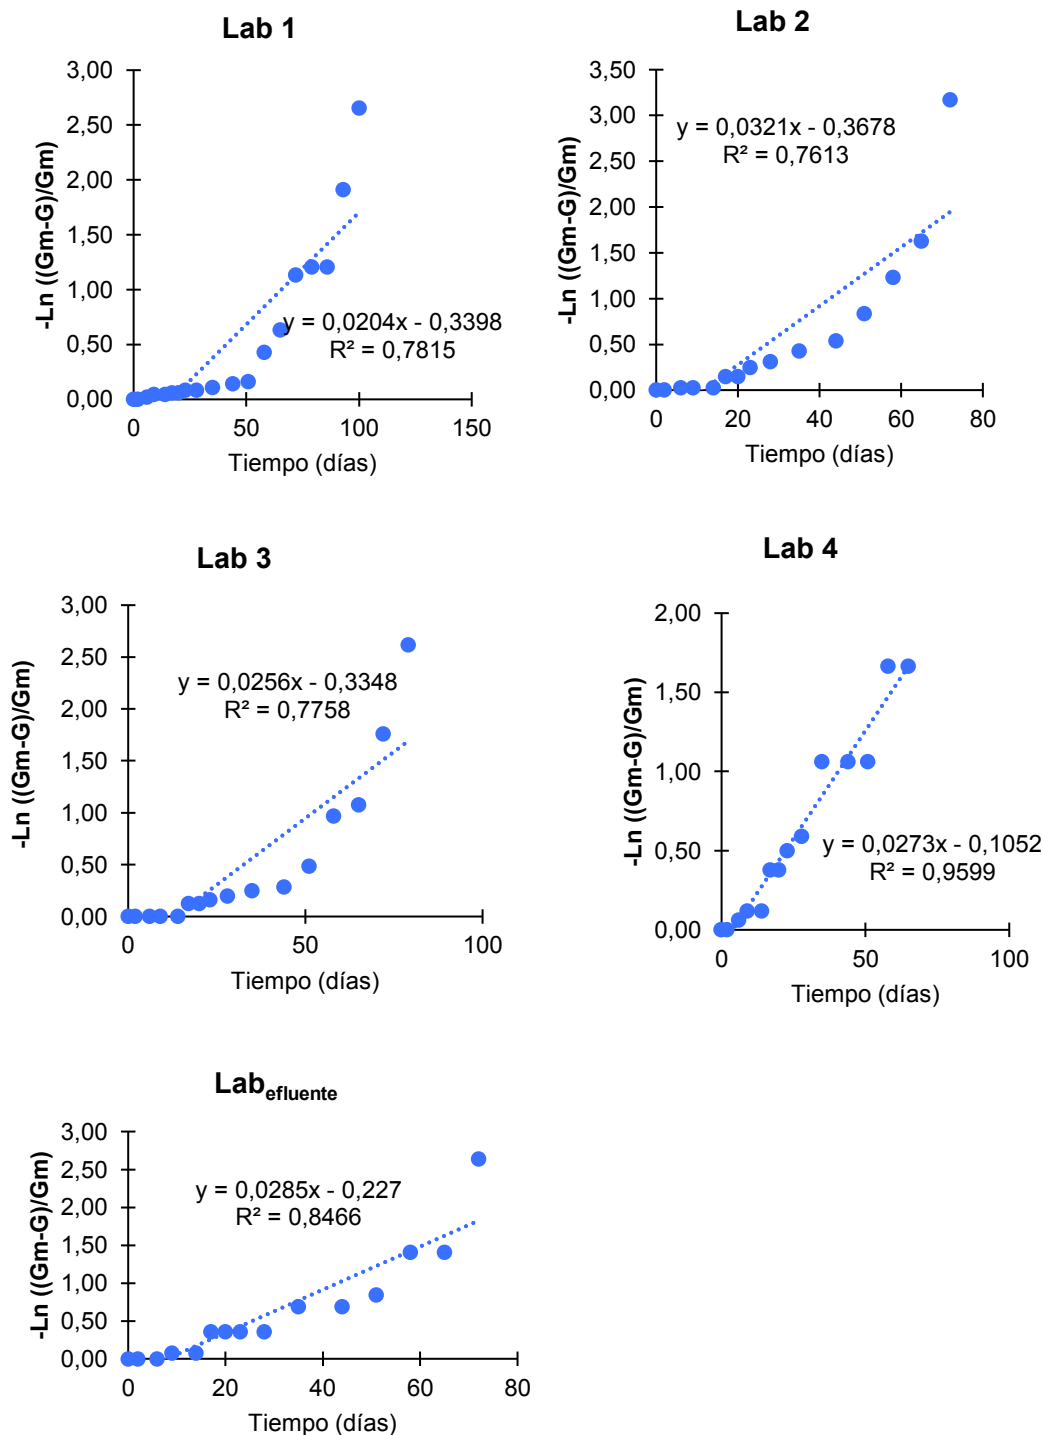 Lab 1
3,00
2,50
2,00
1,50
1,00
0,50
0,00
-Ln ((Gm-G)/Gm)
y = 0,0204x - 0,3398
R² = 0,7815
0
50
100
150
Tiempo (días)
Lab 2
3,50
3,00
2,50
2,00
1,50
1,00
0,50
0,00
-Ln ((Gm-G)/Gm)
y = 0,0321x - 0,3678
R² = 0,7613
0
20
40
60
80
Tiempo (días)
Lab 3
3,00
2,50
2,00
1,50
1,00
0,50
0,00
-Ln ((Gm-G)/Gm)
y = 0,0256x - 0,3348
R² = 0,7758
0
50
100
Tiempo (días)
Lab 4
2,00
1,50
1,00
0,50
0,00
-Ln ((Gm-G)/Gm)
y = 0,0273x - 0,1052
R² = 0,9599
0
50
100
Tiempo (días)
Lab efluente
3,00
2,50
2,00
1,50
1,00
0,50
0,00
-Ln ((Gm-G)/Gm)
y = 0,0285x - 0,227
R² = 0,8466
0
20
40
60
80
Tiempo (días)